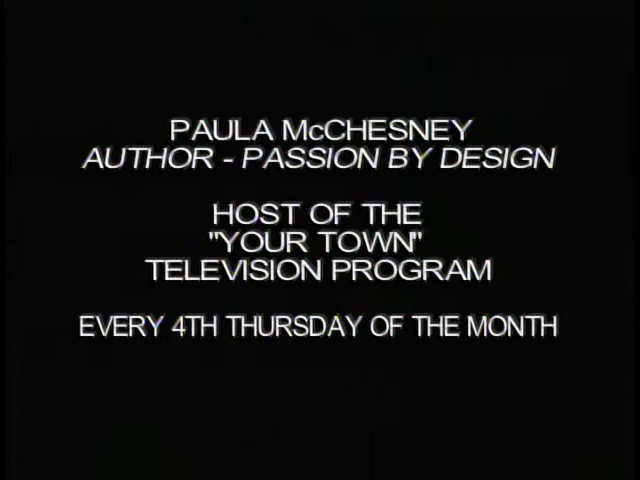 PAULA McCHESNEY
AUTHOR - PASSION BY DESIGN
HOST OF THE
"YOUR TOWN"
TELEVISION PROGRAM
EVERY 4TH THURSDAY OF THE MONTH